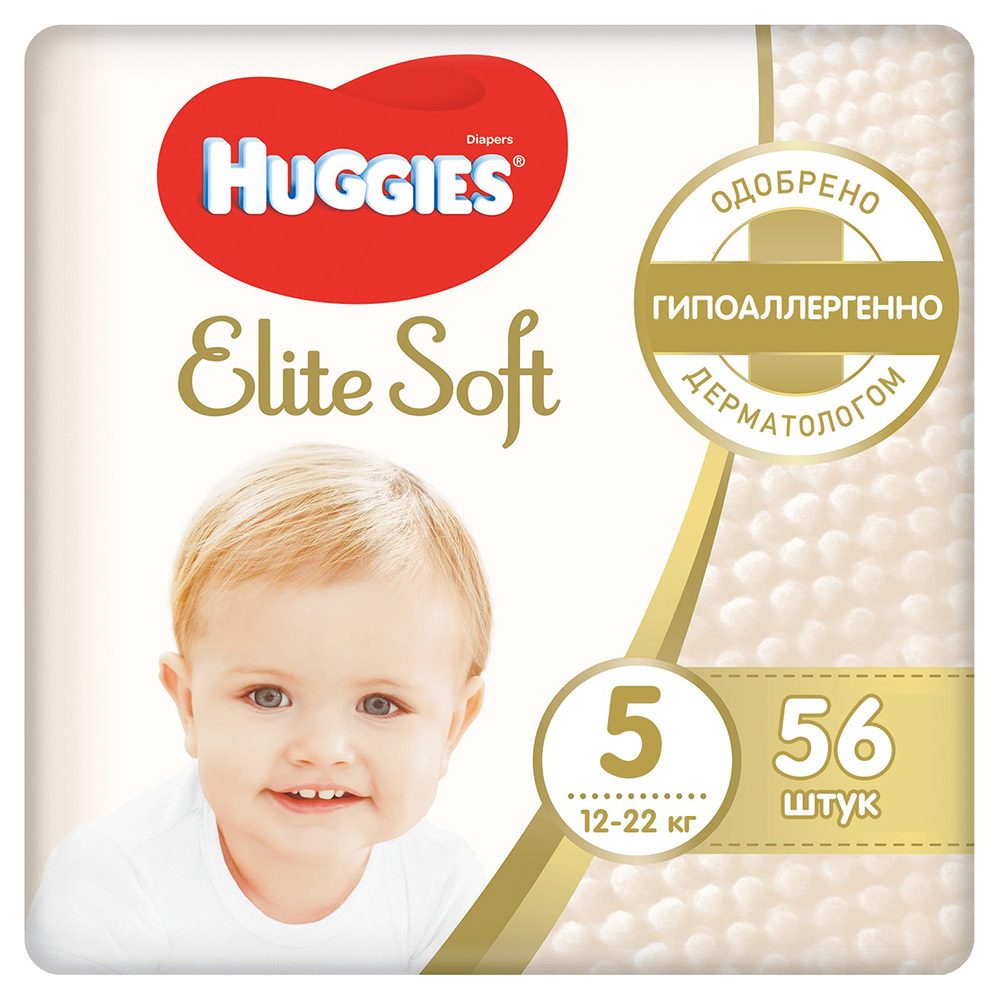 Diapers
HUGGIES®
Elite Soft
ОДОБРЕНО
ГИПОАЛЛЕРГЕННО
ДЕРМАТОЛОГОМ
5
12-22 кг
56
штук